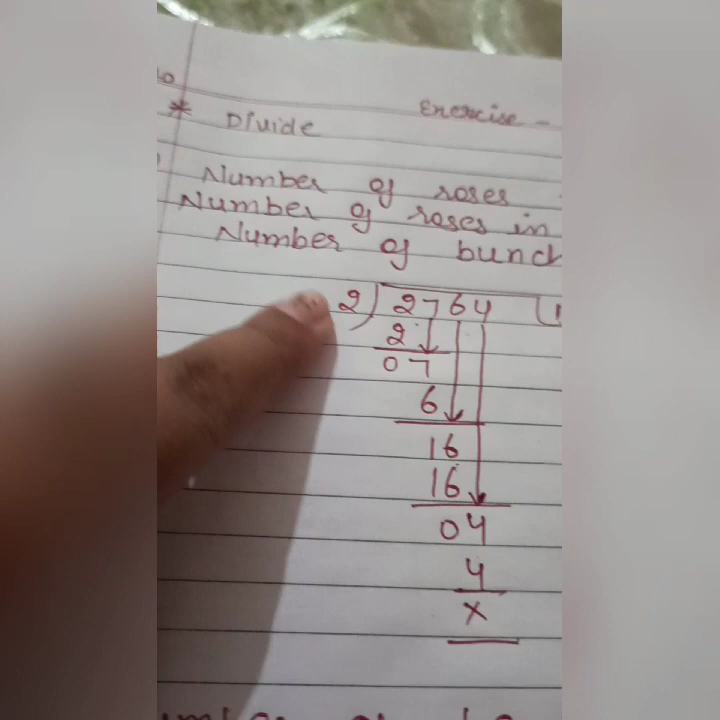 * Divide Exercise -
Number of roses
Number of roses in
Number of bunch
2) 2764 (1
2
07
6
16
16
04
4
x